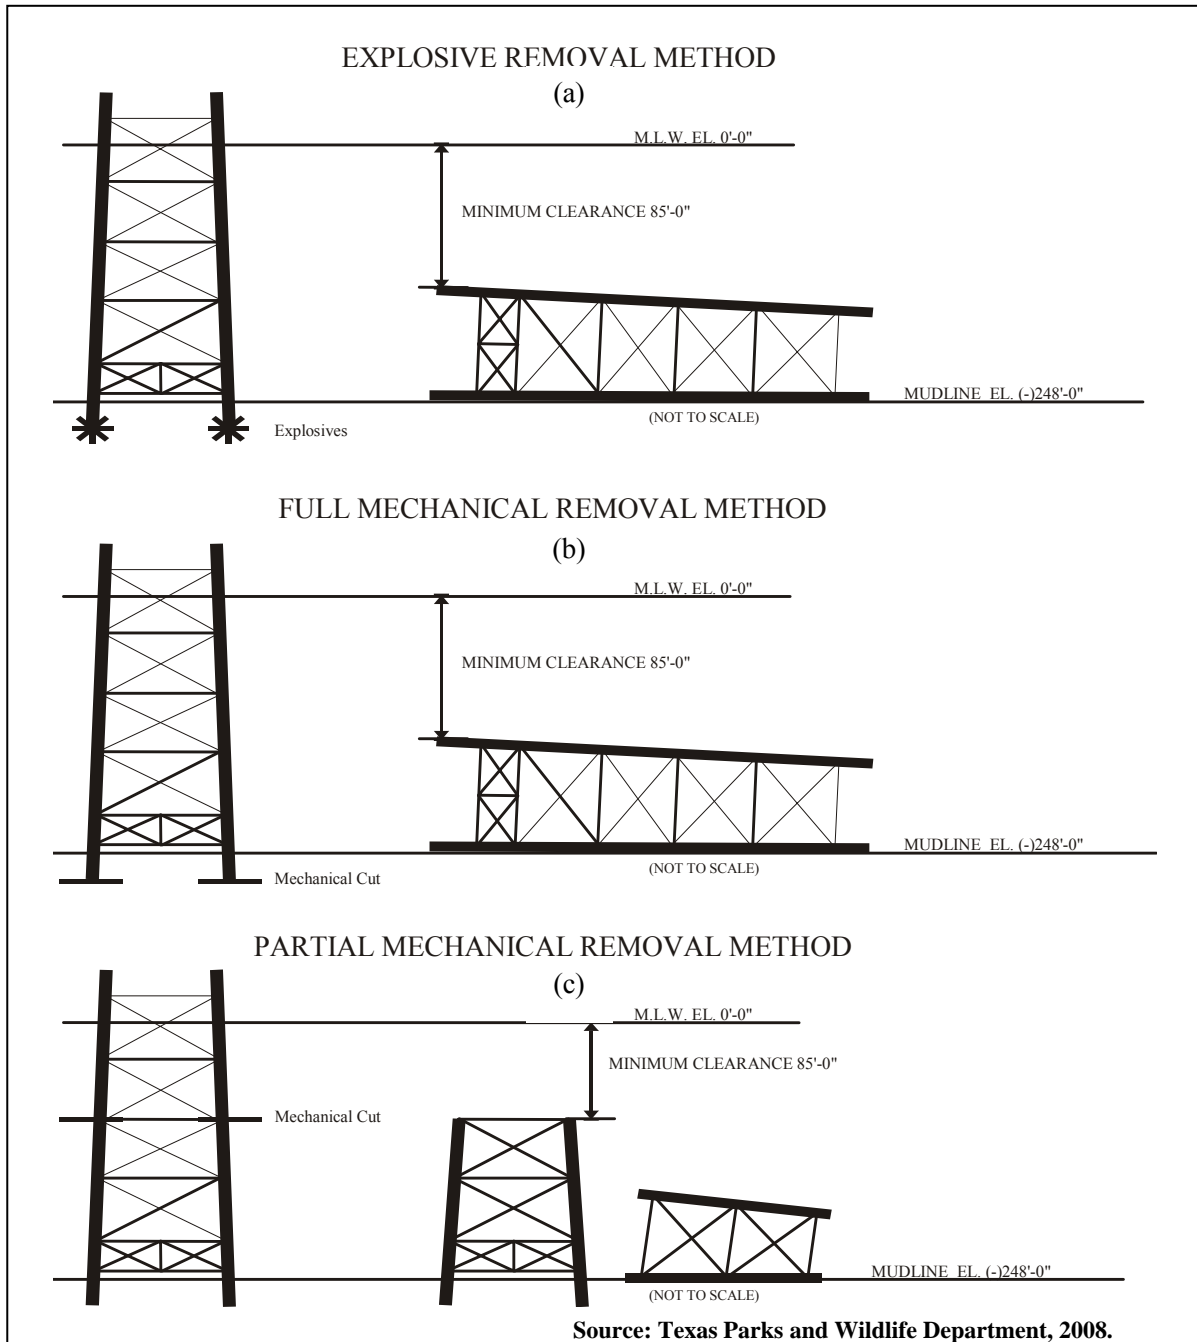 EXPLOSIVE REMOVAL METHOD
(a)
M.L.W. EL. 0'-0"
MINIMUM CLEARANCE 85'-0"
MUDLINE EL. (-)248'-0"
(NOT TO SCALE)
Explosives
FULL MECHANICAL REMOVAL METHOD
(b)
M.L.W. EL. 0'-0"
MINIMUM CLEARANCE 85'-0"
MUDLINE EL. (-)248'-0"
(NOT TO SCALE)
Mechanical Cut
PARTIAL MECHANICAL REMOVAL METHOD
(c)
M.L.W. EL. 0'-0"
MINIMUM CLEARANCE 85'-0"
Mechanical Cut
MUDLINE EL. (-)248'-0"
(NOT TO SCALE)
Source: Texas Parks and Wildlife Department, 2008.